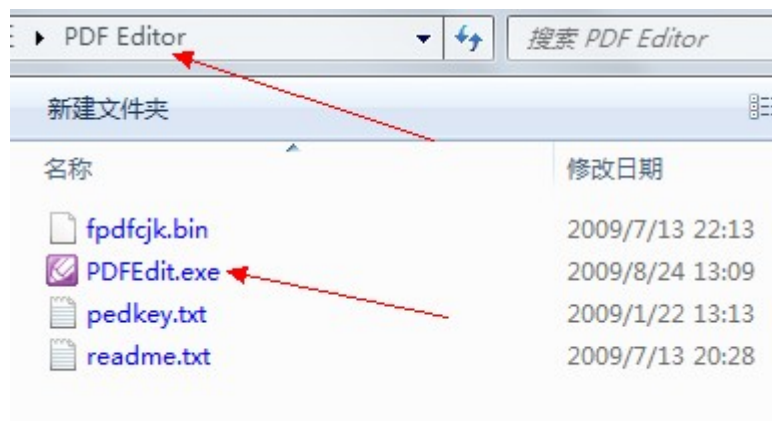 PDF Editor 搜索 PDF Editor
新建文件夹
名称 修改日期
fpdfcjk.bin 2009/7/13 22:13
PDFEdit.exe 2009/8/24 13:09
pedkey.txt 2009/1/22 13:13
readme.txt 2009/7/13 20:28